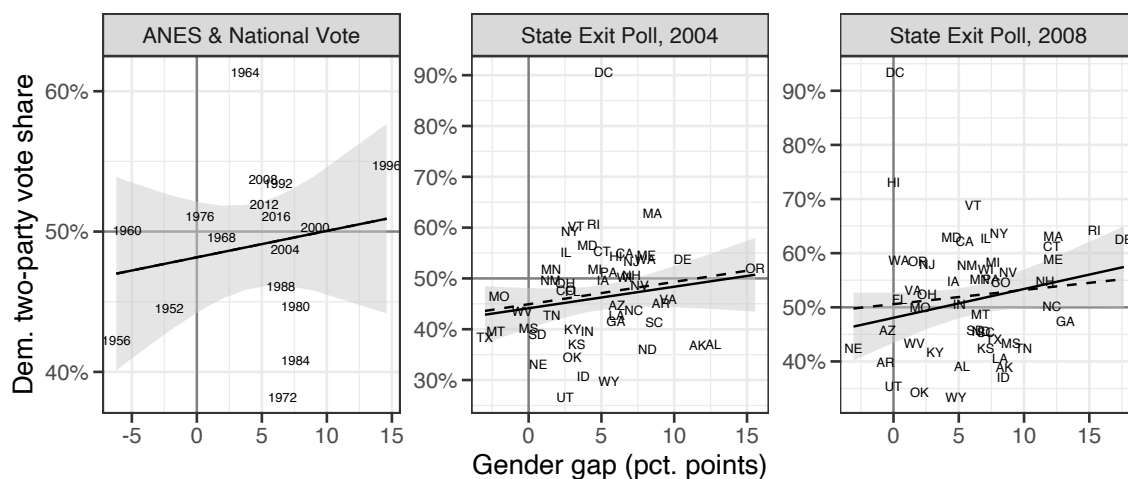 ANES & National Vote
State Exit Poll, 2004
State Exit Poll, 2008
Dem. two-party vote share
60%
50%
40%
1964
2008
1992
1996
2012
1976
2016
1960
2000
1968
2004
1988
1952
1980
1956
1984
1972
-5
0
5
10
15
90%
80%
70%
60%
50%
40%
30%
DC
MA
VT
RI
NY
MD
IL
CT
CA
ME
NJ
WA
DE
OR
MN
MI
PA
NH
WI
NM
IA
OH
NV
CO
FL
MO
VA
AR
AZ
NC
WV
TN
LA
GA
SC
MS
KY
IN
MT
SD
TX
KS
AK
AL
ND
OK
NE
ID
WY
UT
0
5
10
15
90%
80%
70%
60%
50%
40%
DC
HI
VT
RI
NY
MA
MD
IL
CA
CT
DE
WA
OR
NJ
ME
MI
NM
WI
NV
IA
MN
PA
CO
NH
VA
OH
FL
IN
MO
NC
MT
GA
AZ
SC
TX
WV
MS
KS
TN
NE
KY
LA
AR
AL
AK
ID
UT
OK
WY
0
5
10
15
Gender gap (pct. points)